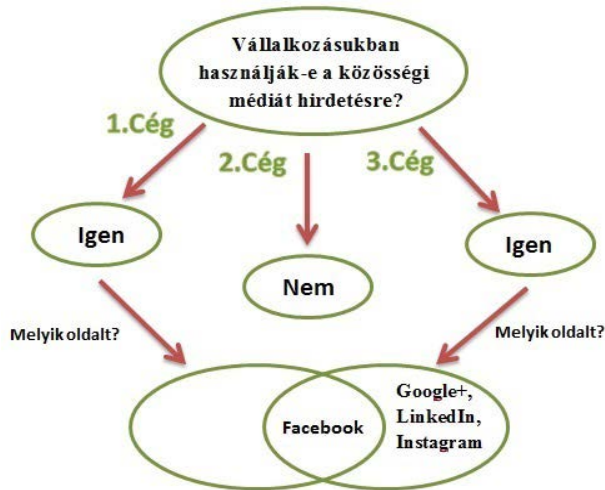 Vállalkozásukban
használják-e a közösségi
médiát hirdetésre?
1.Cég
2.Cég
3.Cég
Igen
Nem
Igen
Melyik oldalt?
Melyik oldalt?
Facebook
Google+,
LinkedIn,
Instagram